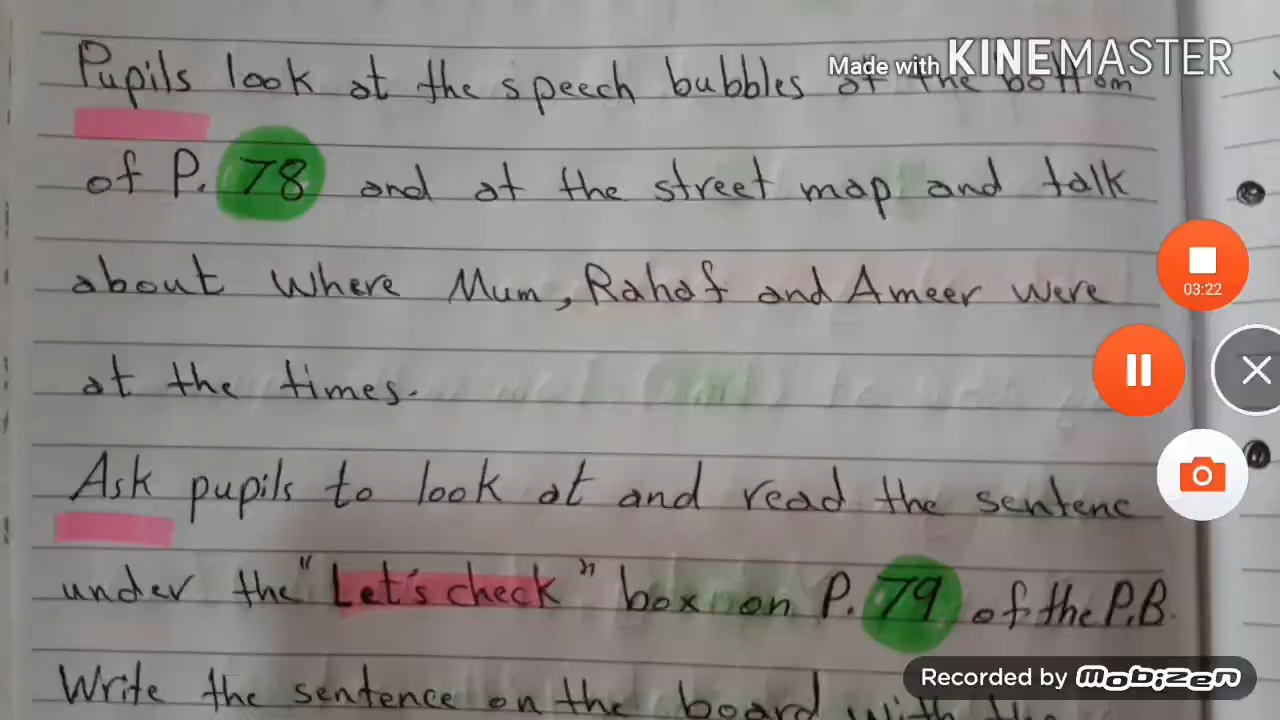 Pupils look at the speech bubbles at the bottom
Made with KINEMASTER
of P. 78 and at the street map and talk
about where Mum, Rahaf and Ameer were
03:22
at the times.
Ask pupils to look at and read the sentenc
under the "Let's check" box on P. 79 of the P.B.
Recorded by mobizen
Write the sentence on the board with the